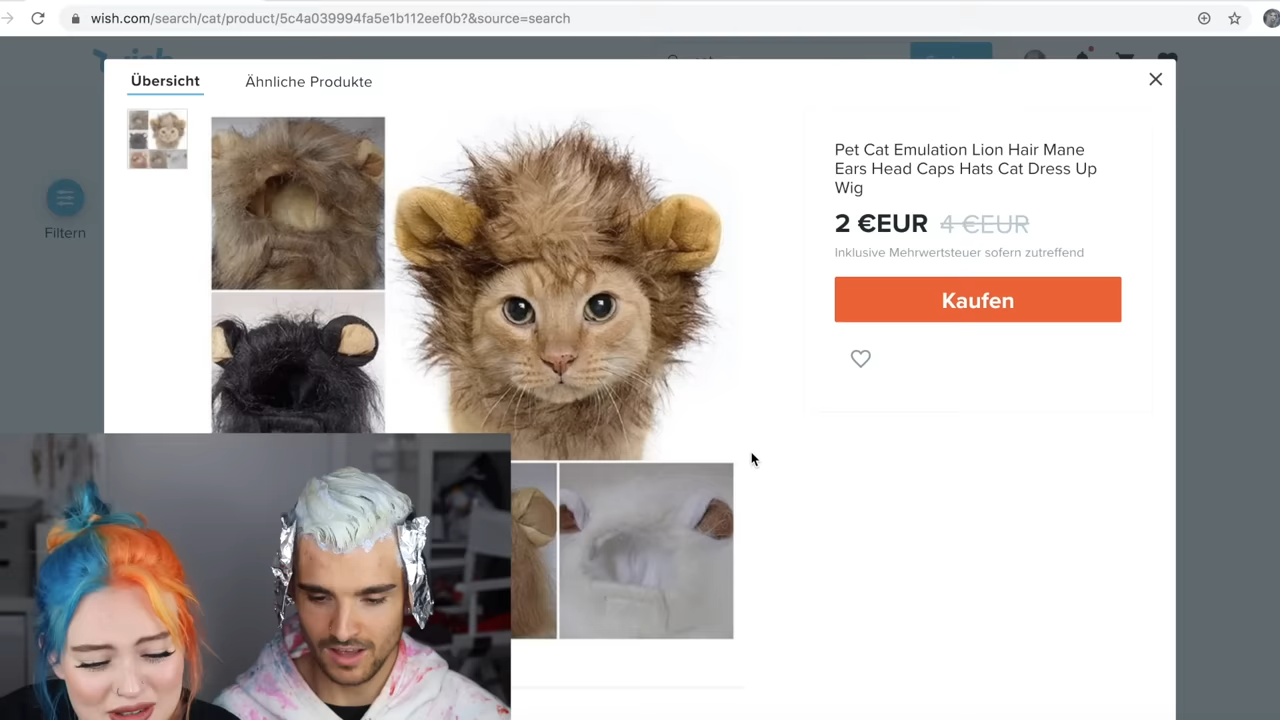 wish.com/search/cat/product/5c4a039994fa5e1b112eef0b?&source=search
Übersicht
Ähnliche Produkte
Filtern
Pet Cat Emulation Lion Hair Mane
Ears Head Caps Hats Cat Dress Up
Wig
2 €EUR 4 €EUR
Inklusive Mehrwertsteuer sofern zutreffend
Kaufen